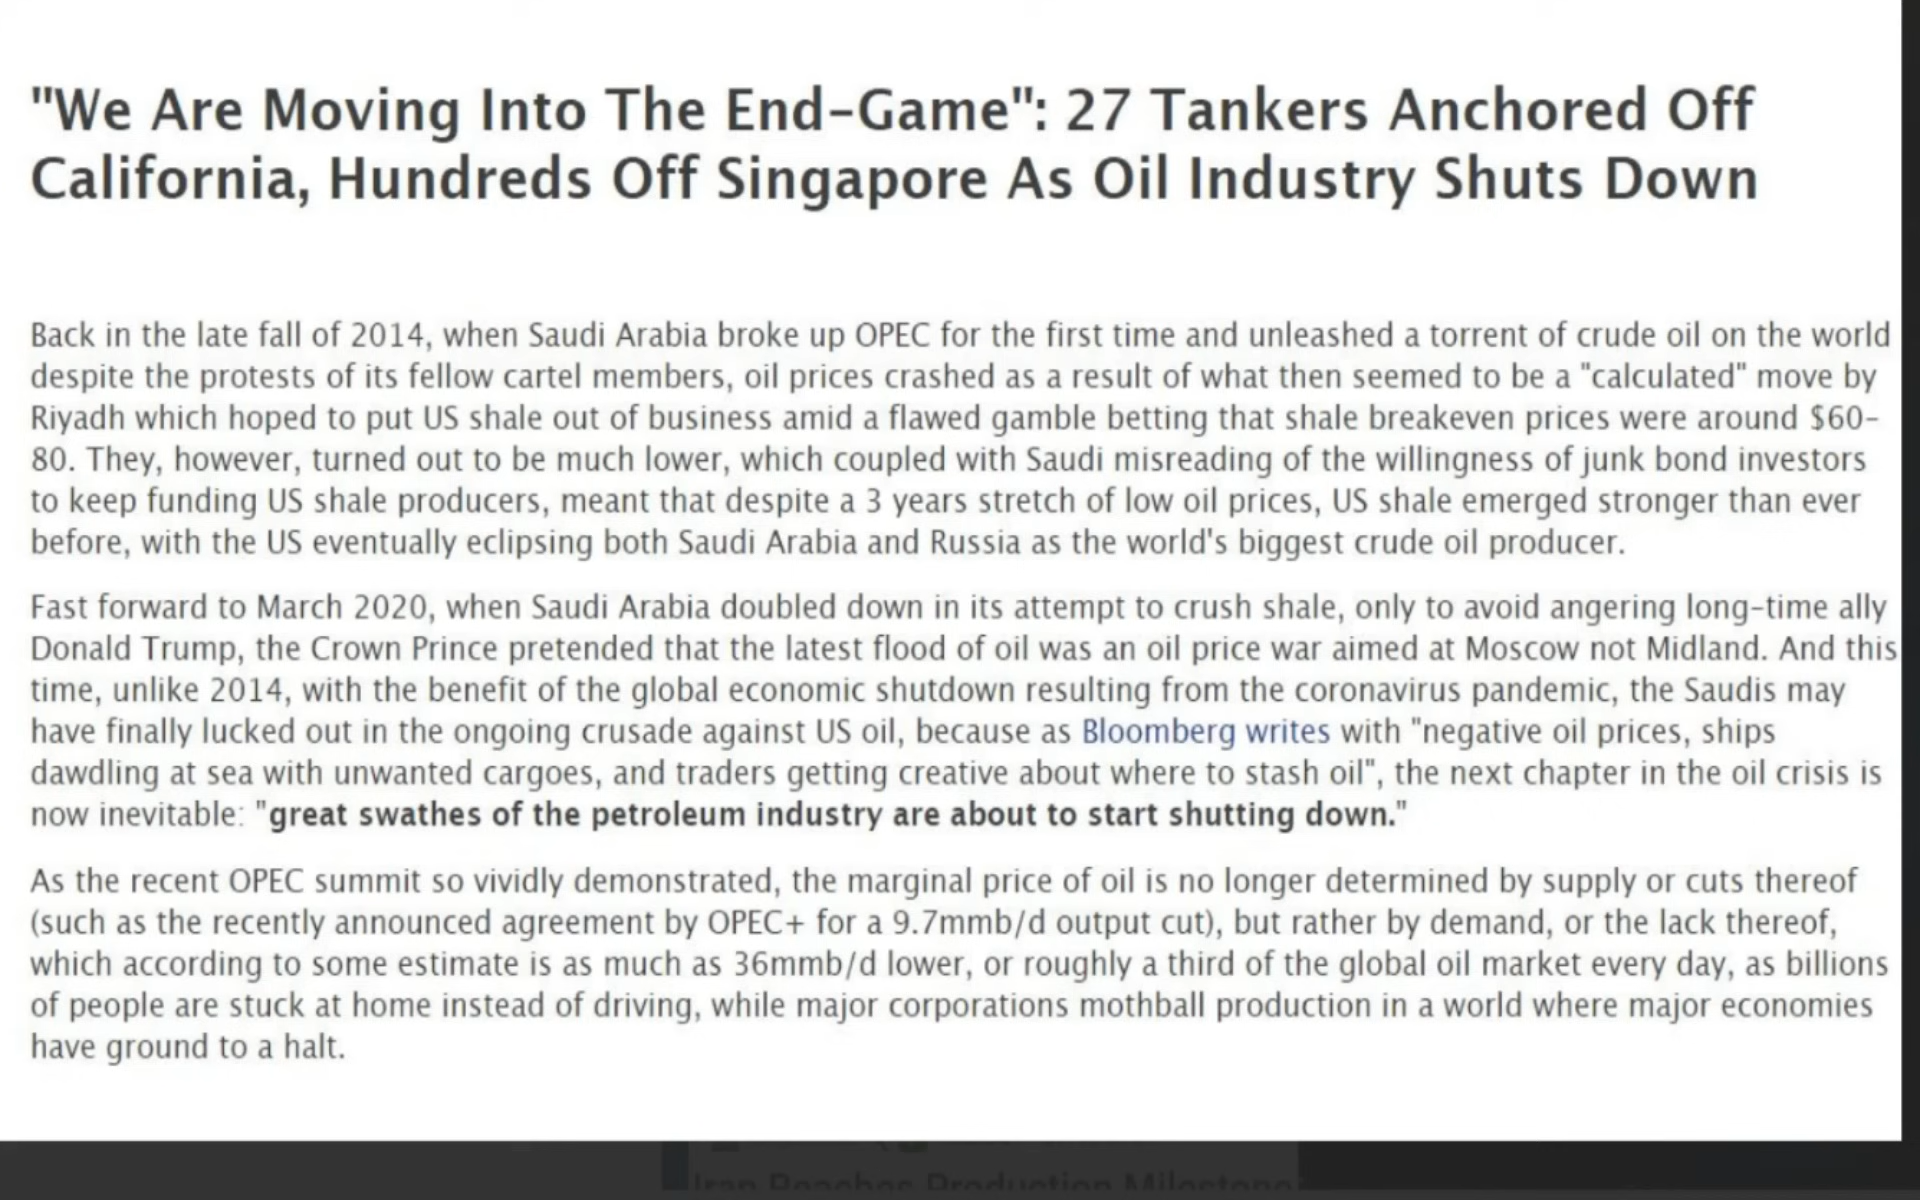 "We Are Moving Into The End-Game": 27 Tankers Anchored Off
California, Hundreds Off Singapore As Oil Industry Shuts Down
Back in the late fall of 2014, when Saudi Arabia broke up OPEC for the first time and unleashed a torrent of crude oil on the world
despite the protests of its fellow cartel members, oil prices crashed as a result of what then seemed to be a "calculated" move by
Riyadh which hoped to put US shale out of business amid a flawed gamble betting that shale breakeven prices were around $60-
80. They, however, turned out to be much lower, which coupled with Saudi misreading of the willingness of junk bond investors
to keep funding US shale producers, meant that despite a 3 years stretch of low oil prices, US shale emerged stronger than ever
before, with the US eventually eclipsing both Saudi Arabia and Russia as the world's biggest crude oil producer.
Fast forward to March 2020, when Saudi Arabia doubled down in its attempt to crush shale, only to avoid angering long-time ally
Donald Trump, the Crown Prince pretended that the latest flood of oil was an oil price war aimed at Moscow not Midland. And this
time, unlike 2014, with the benefit of the global economic shutdown resulting from the coronavirus pandemic, the Saudis may
have finally lucked out in the ongoing crusade against US oil, because as Bloomberg writes with "negative oil prices, ships
dawdling at sea with unwanted cargoes, and traders getting creative about where to stash oil", the next chapter in the oil crisis is
now inevitable: "great swathes of the petroleum industry are about to start shutting down."
As the recent OPEC summit so vividly demonstrated, the marginal price of oil is no longer determined by supply or cuts thereof
(such as the recently announced agreement by OPEC+ for a 9.7mmb/d output cut), but rather by demand, or the lack thereof,
which according to some estimate is as much as 36mmb/d lower, or roughly a third of the global oil market every day, as billions
of people are stuck at home instead of driving, while major corporations mothball production in a world where major economies
have ground to a halt.
Iran Reaches Production Milestone